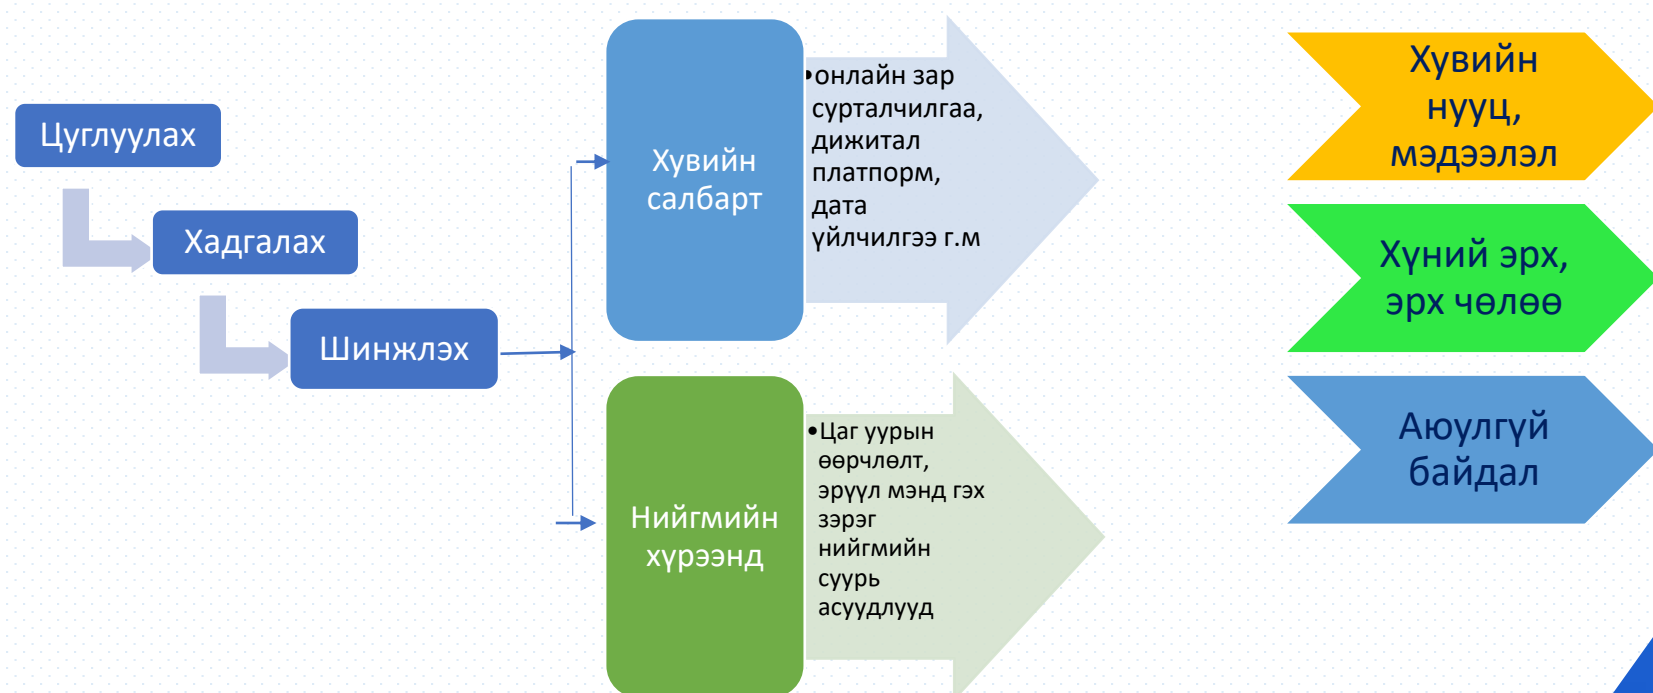 Цуглуулах
Хадгалах
Шинжлэх
Хувийн
салбарт
•онлайн зар
сурталчилгаа,
дижитал
платпорм,
дата
үйлчилгээ г.м
Нийгмийн
хүрээнд
•Цаг уурын
өөрчлөлт,
эрүүл мэнд гэх
зэрэг
нийгмийн
суурь
асуудлууд
Хувийн
нууц,
мэдээлэл
Хүний эрх,
эрх чөлөө
Аюулгүй
байдал